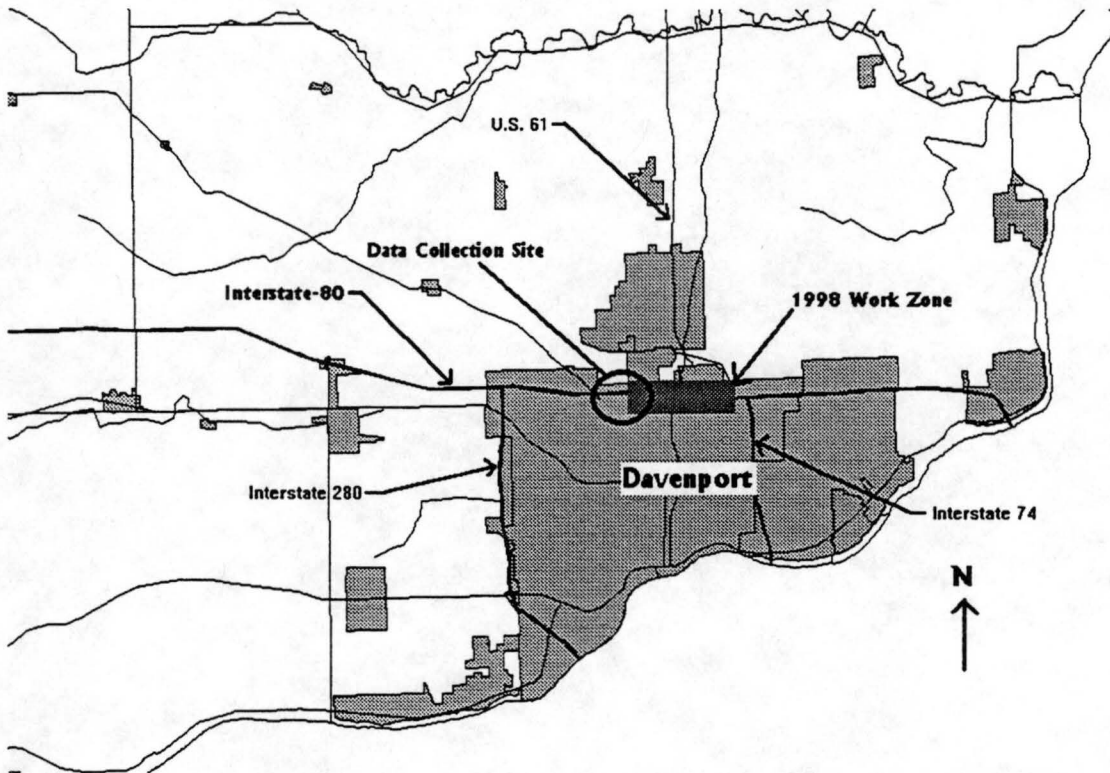 U.S. 61
Data Collection Site
Interstate-80
1998 Work Zone
Interstate 280
Davenport
Interstate 74
N